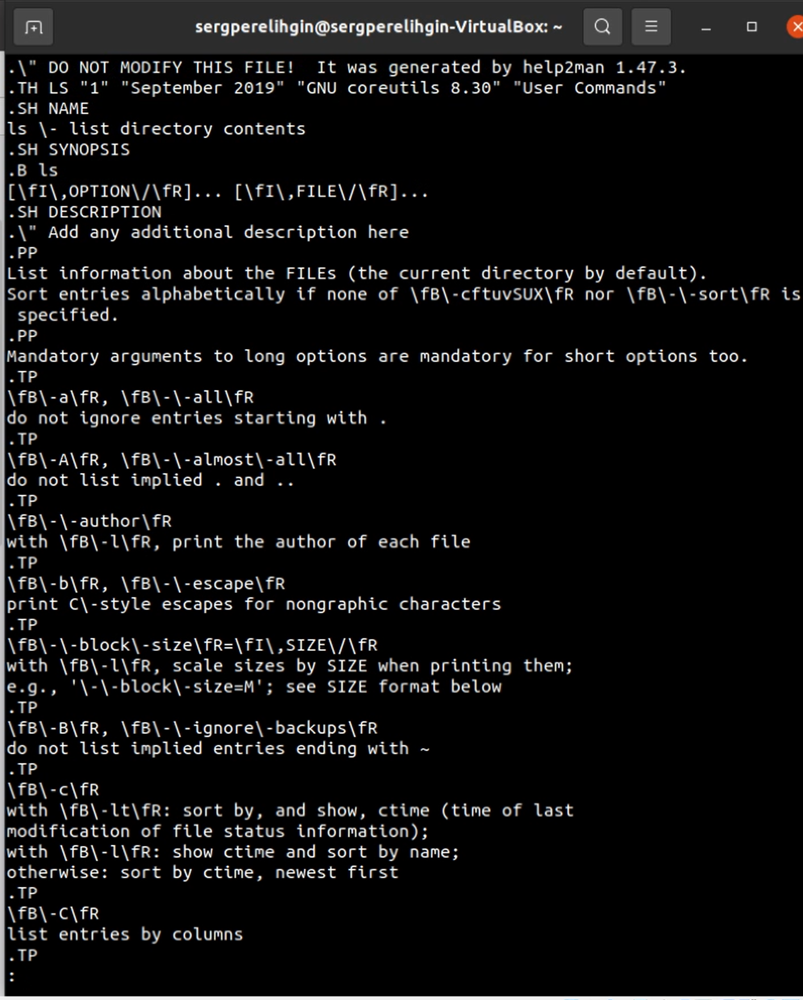 sergperelihgin@sergperelihgin-VirtualBox: ~
.\" DO NOT MODIFY THIS FILE!  It was generated by help2man 1.47.3.
.TH LS "1" "September 2019" "GNU coreutils 8.30" "User Commands"
.SH NAME
ls \- list directory contents
.SH SYNOPSIS
.B ls
[\fI\,OPTION\/\fR]... [\fI\,FILE\/\fR]...
.SH DESCRIPTION
.\" Add any additional description here
.PP
List information about the FILEs (the current directory by default).
Sort entries alphabetically if none of \fB\-cftuvSUX\fR nor \fB\-\-sort\fR is
 specified.
.PP
Mandatory arguments to long options are mandatory for short options too.
.TP
\fB\-a\fR, \fB\-\-all\fR
do not ignore entries starting with .
.TP
\fB\-A\fR, \fB\-\-almost\-all\fR
do not list implied . and ..
.TP
\fB\-\-author\fR
with \fB\-l\fR, print the author of each file
.TP
\fB\-b\fR, \fB\-\-escape\fR
print C\-style escapes for nongraphic characters
.TP
\fB\-\-block\-size\fR=\fI\,SIZE\/\fR
with \fB\-l\fR, scale sizes by SIZE when printing them;
e.g., '\-\-block\-size=M'; see SIZE format below
.TP
\fB\-B\fR, \fB\-\-ignore\-backups\fR
do not list implied entries ending with ~
.TP
\fB\-c\fR
with \fB\-lt\fR: sort by, and show, ctime (time of last
modification of file status information);
with \fB\-l\fR: show ctime and sort by name;
otherwise: sort by ctime, newest first
.TP
\fB\-C\fR
list entries by columns
.TP
: